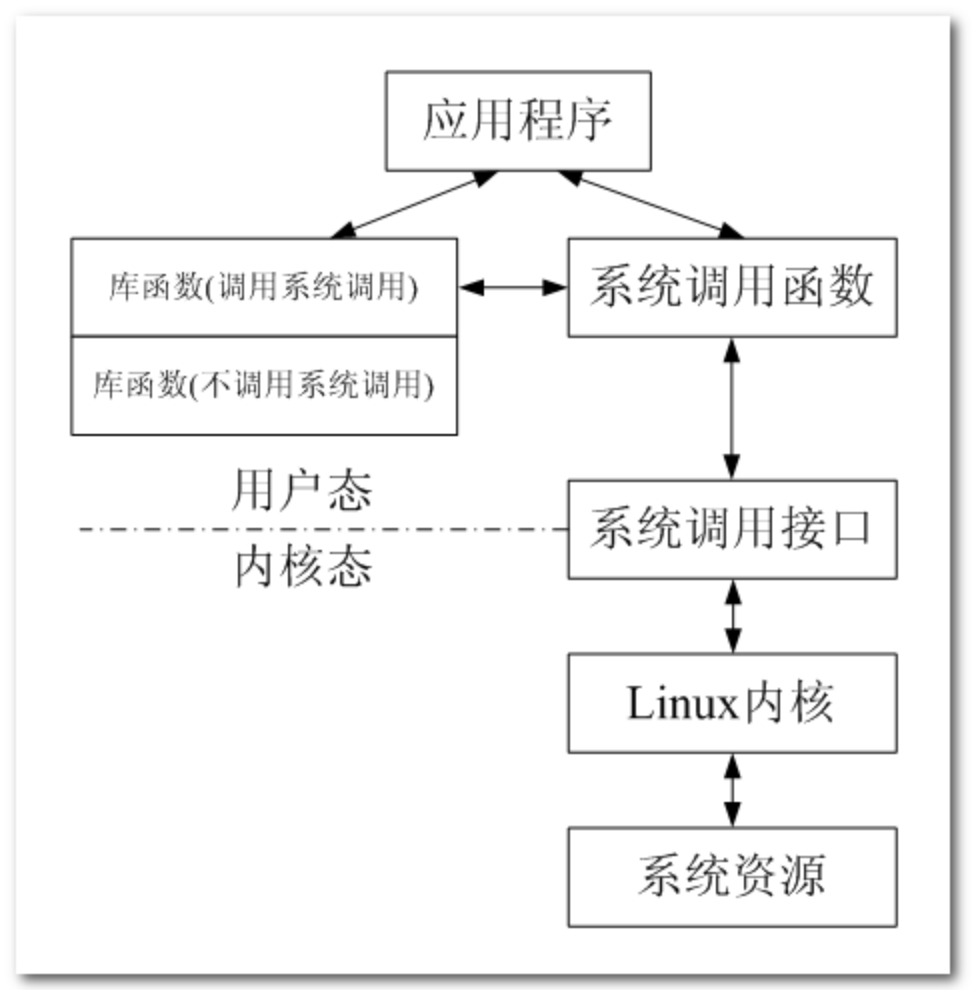 应用程序
库函数(调用系统调用)
系统调用函数
库函数(不调用系统调用)
用户态
系统调用接口
内核态
Linux内核
系统资源